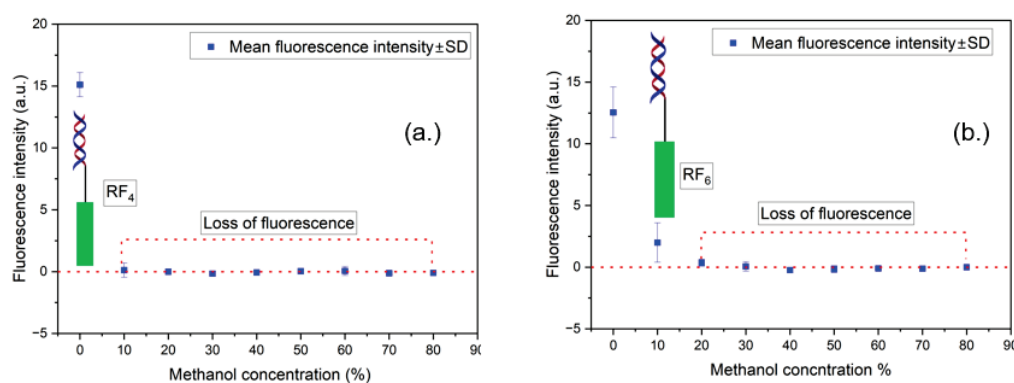 20
15
10
5
0
−5
Fluorescence intensity (a.u.)
Mean fluorescence intensity±SD
(a.)
RF4
Loss of fluorescence
0 10 20 30 40 50 60 70 80 90
Methanol concentration (%)
20
15
10
5
0
−5
Fluorescence intensity (a.u.)
Mean fluorescence intensity±SD
(b.)
RF6
Loss of fluorescence
0 10 20 30 40 50 60 70 80 90
Methanol concentration %